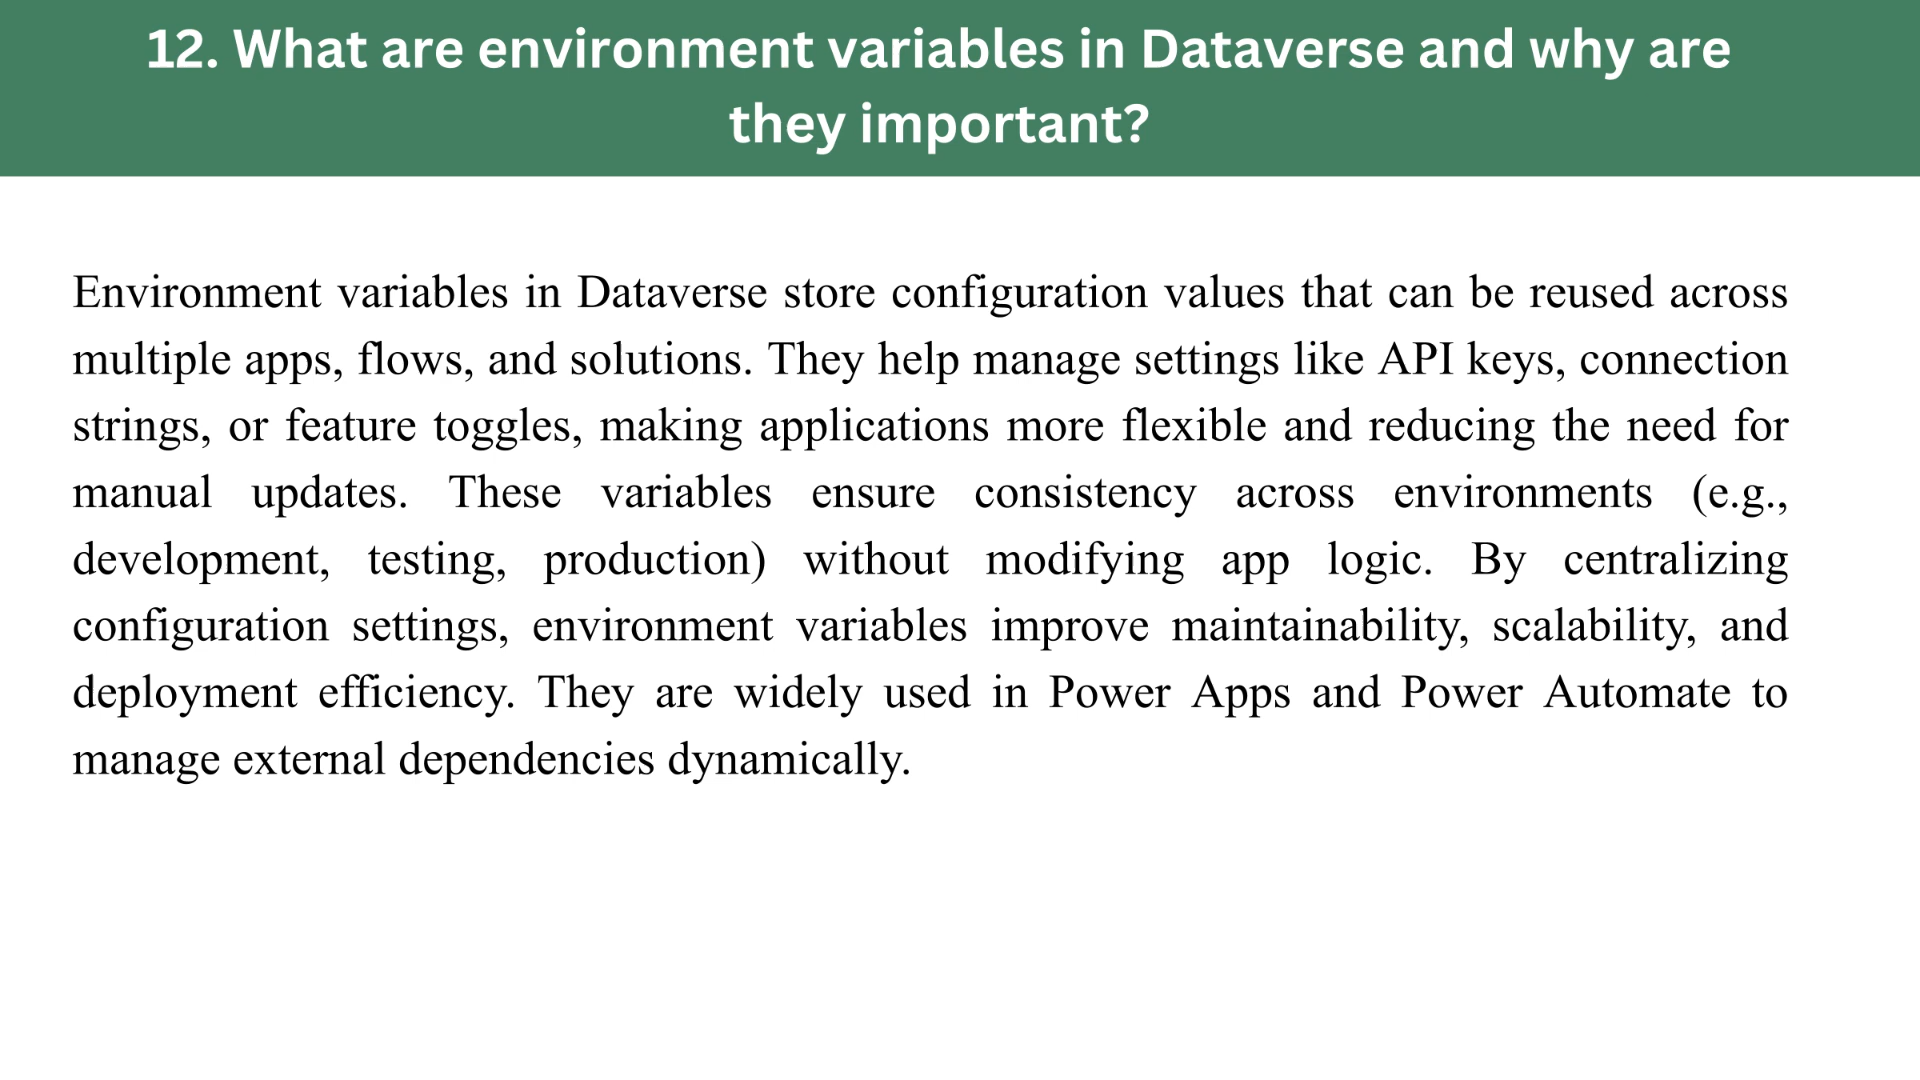 12. What are environment variables in Dataverse and why are
they important?
Environment variables in Dataverse store configuration values that can be reused across
multiple apps, flows, and solutions. They help manage settings like API keys, connection
strings, or feature toggles, making applications more flexible and reducing the need for
manual updates. These variables ensure consistency across environments (e.g.,
development, testing, production) without modifying app logic. By centralizing
configuration settings, environment variables improve maintainability, scalability, and
deployment efficiency. They are widely used in Power Apps and Power Automate to
manage external dependencies dynamically.